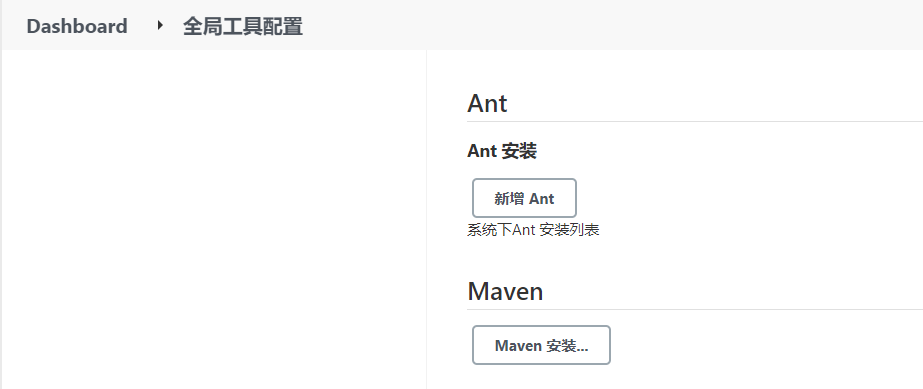 Dashboard 全局工具配置
Ant
Ant 安装
新增 Ant
系统下Ant 安装列表
Maven
Maven 安装...